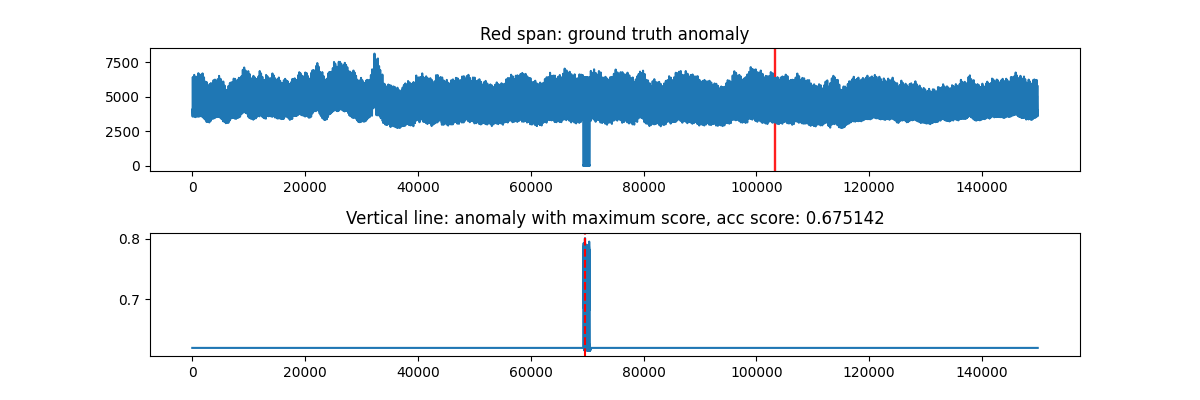 Red span: ground truth anomaly
7500
5000
2500
0
0 20000 40000 60000 80000 100000 120000 140000
Vertical line: anomaly with maximum score, acc score: 0.675142
0.8
0.7
0 20000 40000 60000 80000 100000 120000 140000